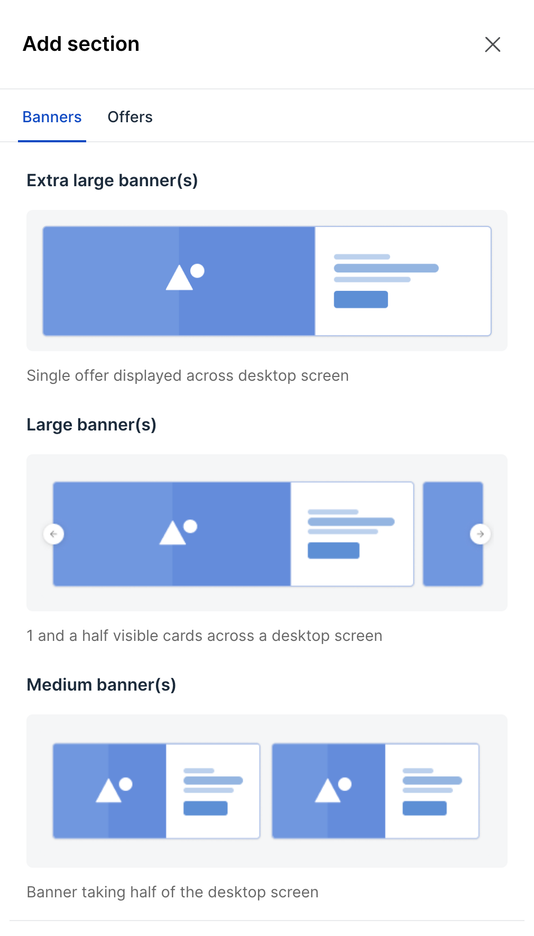 Add section
Banners Offers
Extra large banner(s)
Single offer displayed across desktop screen
Large banner(s)
1 and a half visible cards across a desktop screen
Medium banner(s)
Banner taking half of the desktop screen